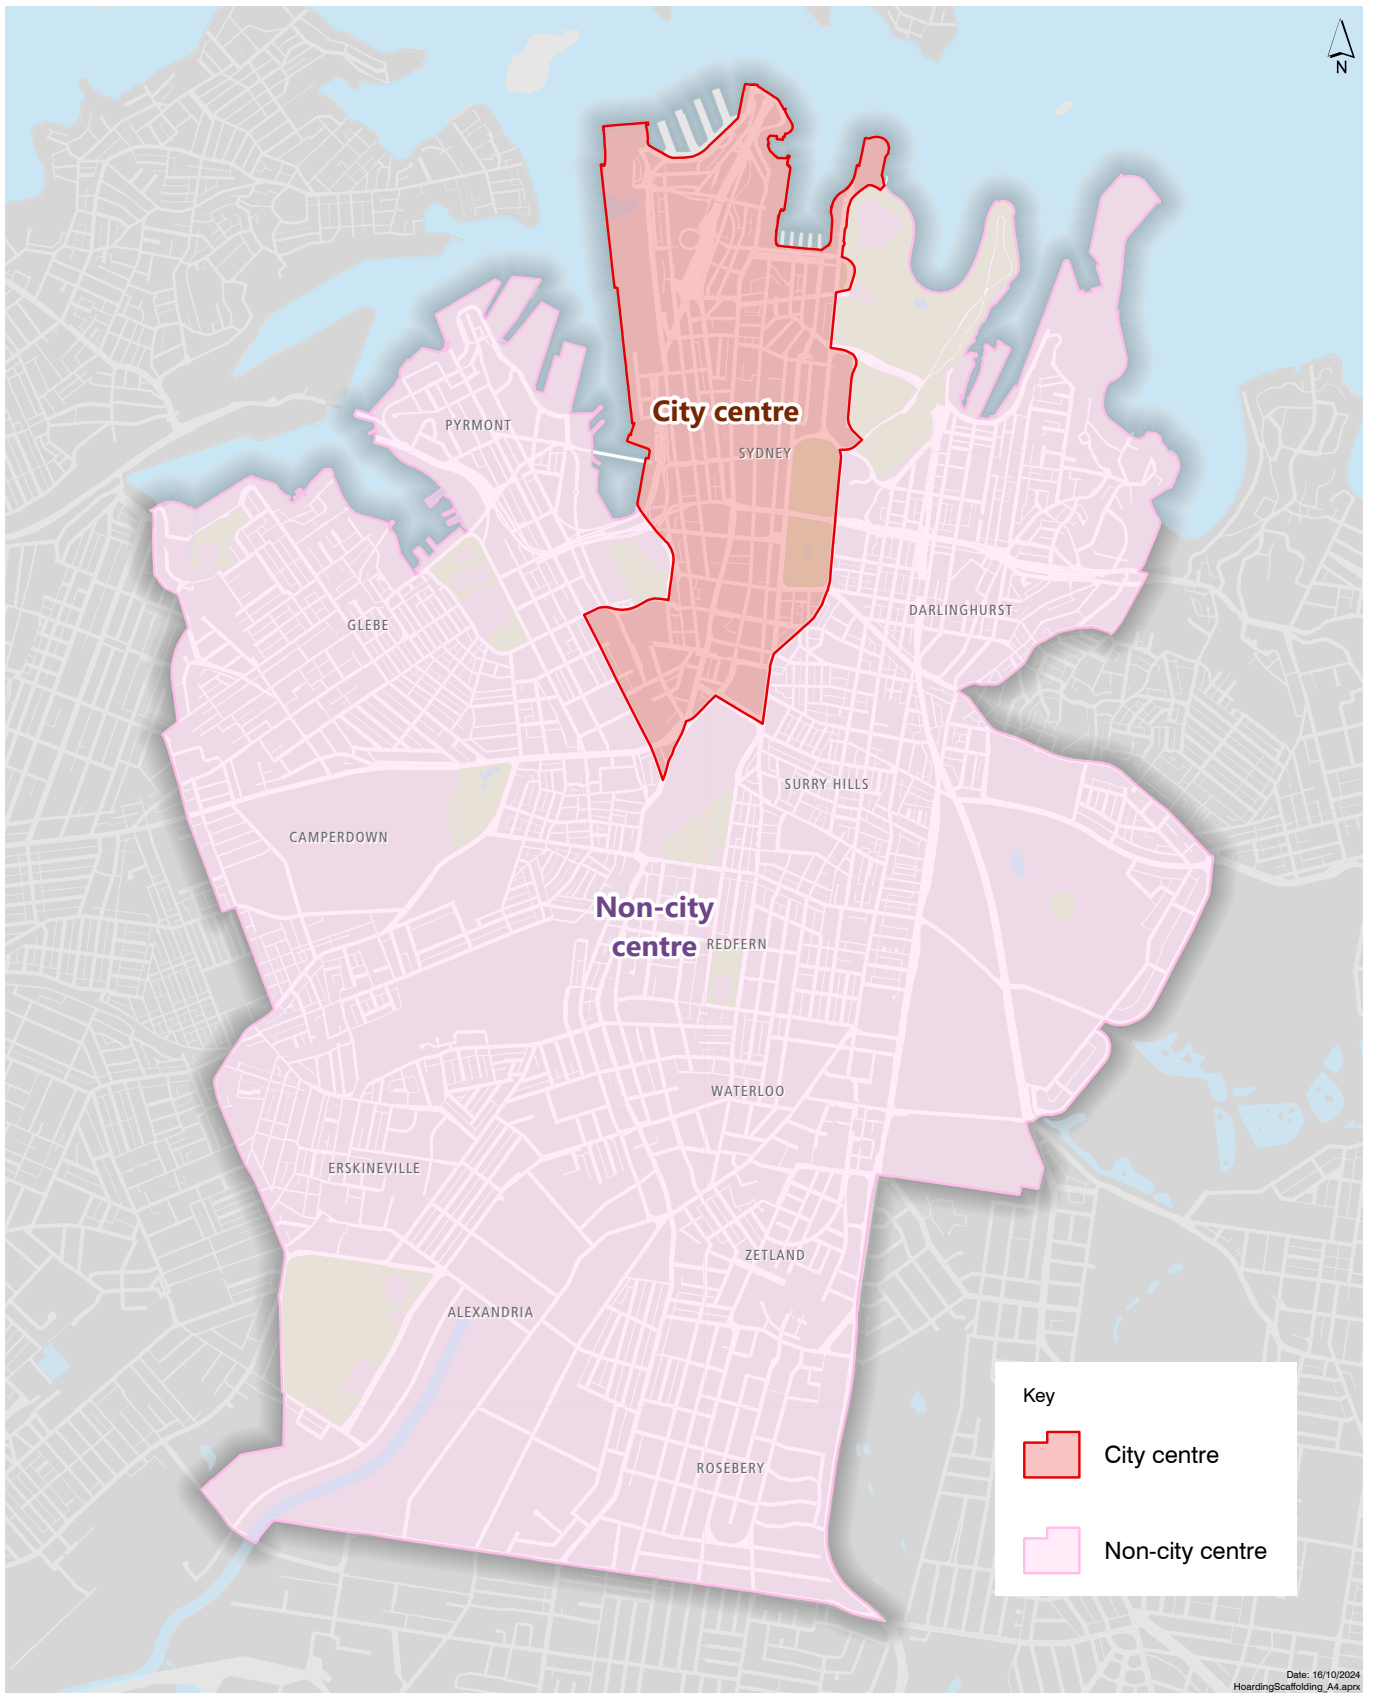 N
City centre
SYDNEY
PYRMONT
GLEBE
DARLINGHURST
SURRY HILLS
CAMPERDOWN
Non-city
centre
REDFERN
WATERLOO
ERSKINEVILLE
ZETLAND
ALEXANDRIA
ROSEBERY
Key
City centre
Non-city centre
Date: 16/10/2024
HoardingScaffolding_A4.aprx